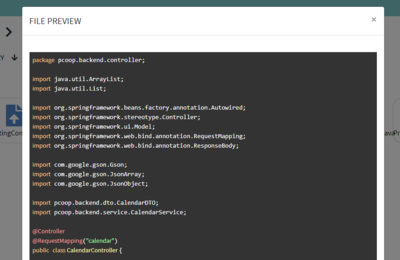 FILE PREVIEW
×
package pcoop.backend.controller;
import java.util.ArrayList;
import java.util.List;
import org.springframework.beans.factory.annotation.Autowired;
import org.springframework.stereotype.Controller;
import org.springframework.ui.Model;
import org.springframework.web.bind.annotation.RequestMapping;
import org.springframework.web.bind.annotation.ResponseBody;
import com.google.gson.Gson;
import com.google.gson.JsonArray;
import com.google.gson.JsonObject;
import pcoop.backend.dto.CalendarDTO;
import pcoop.backend.service.CalendarService;
@Controller
@RequestMapping("calendar")
public class CalendarController {